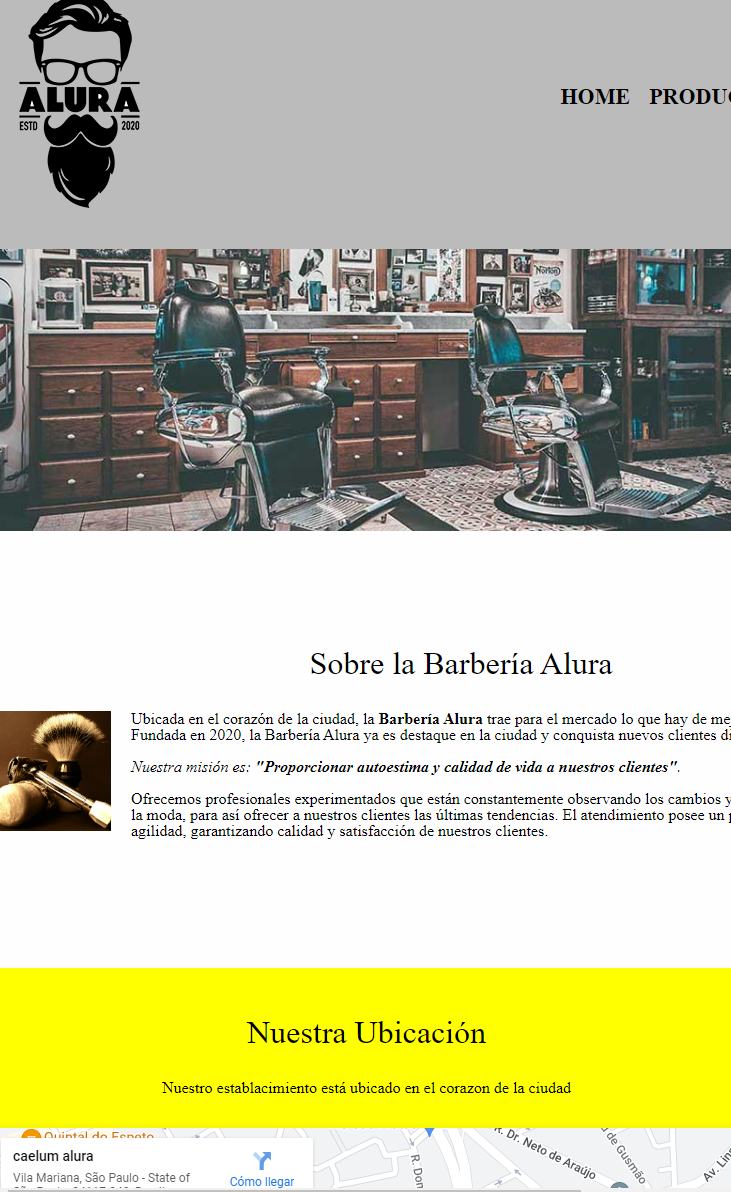 ALURA
ESTD 2020
HOME PRODUC
Norton
Sobre la Barbería Alura
Ubicada en el corazón de la ciudad, la Barbería Alura trae para el mercado lo que hay de me
Fundada en 2020, la Barbería Alura ya es destaque en la ciudad y conquista nuevos clientes di
Nuestra misión es: "Proporcionar autoestima y calidad de vida a nuestros clientes".
Ofrecemos profesionales experimentados que están constantemente observando los cambios y
la moda, para así ofrecer a nuestros clientes las últimas tendencias. El atendimiento posee un
agilidad, garantizando calidad y satisfacción de nuestros clientes.
Nuestra Ubicación
Nuestro establacimiento está ubicado en el corazon de la ciudad
Quintal do Espeto
caelum alura
Vila Mariana, São Paulo - State of
Cómo llegar
R. Dr. Neto de Araújo
de Gusmão
R. Don
Av. Lin